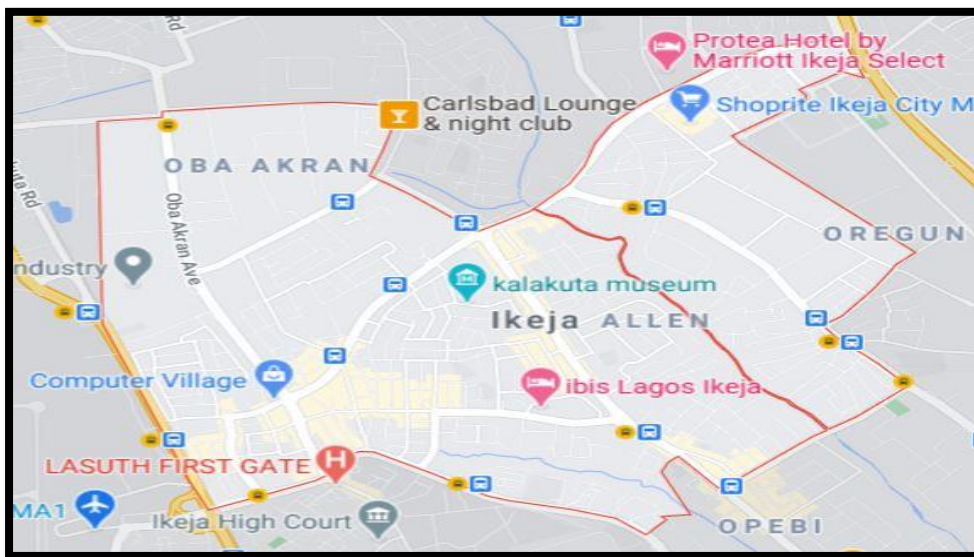 Rd
Protea Hotel by
Marriott Ikeja Select
Carlsbad Lounge
& night club
Shoprite Ikeja City M
OBA AKRAN
kuta Rd
Oba Akran Ave
OREGUN
ndustry
kalakuta museum
Ikeja
ALLEN
Computer Village
ibis Lagos Ikeja
LASUTH FIRST GATE
H
MA1
Ikeja High Court
OPEBI